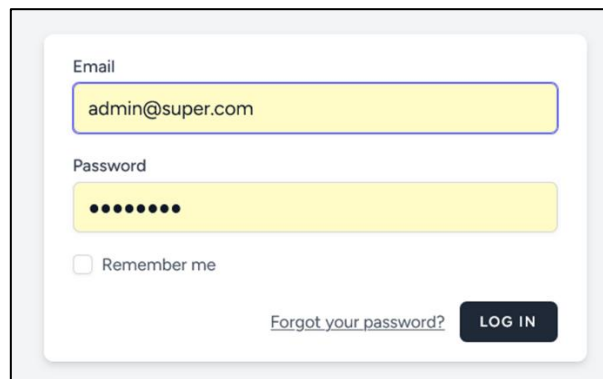 Email
admin@super.com
Password
••••••••
Remember me
Forgot your password? LOG IN